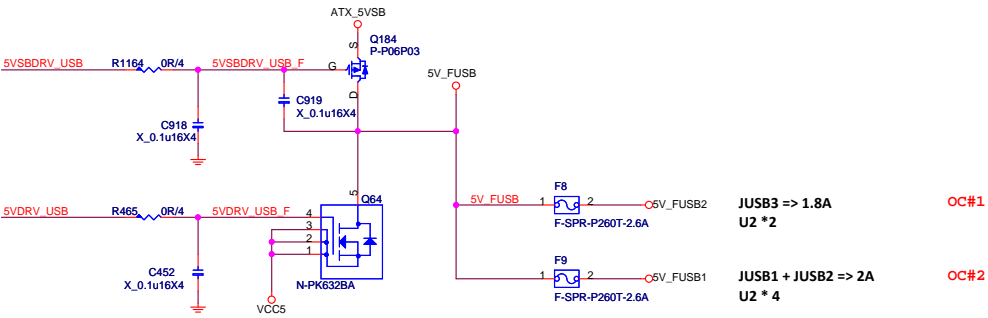 ATX_5VSB
S
Q184
P-P06P03
5VSBDRV_USB
R1164
0R/4
5VSBDRV_USB_F
G
D
5V_FUSB
C919
X_0.1u16X4
C918
X_0.1u16X4
5
Q64
5VDRV_USB
R465
0R/4
5VDRV_USB_F
4
3
2
1
C452
X_0.1u16X4
N-PK632BA
VCC5
F8
5V_FUSB
1
2
5V_FUSB2
F-SPR-P260T-2.6A
JUSB3 => 1.8A
U2 *2
OC#1
F9
1
2
5V_FUSB1
F-SPR-P260T-2.6A
JUSB1 + JUSB2 => 2A
U2 * 4
OC#2